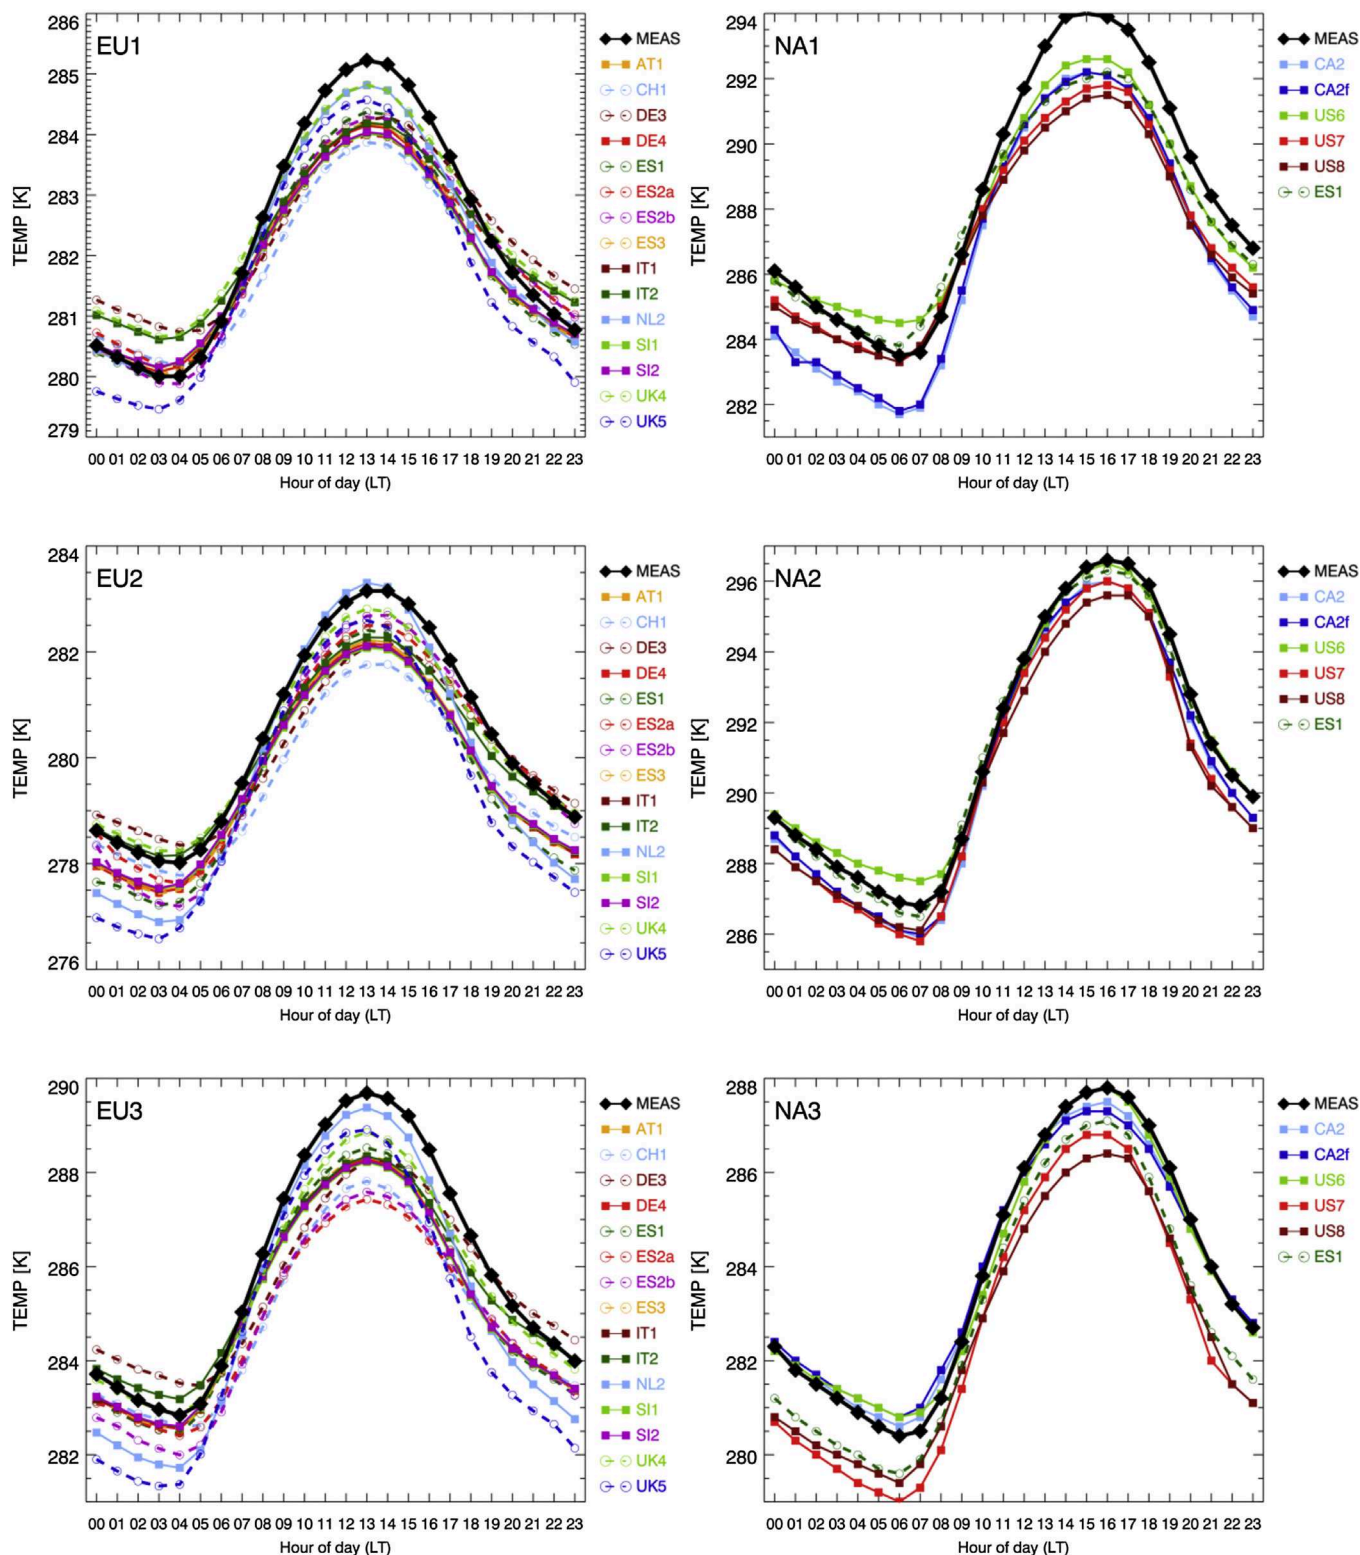 EU1
TEMP [K]
286
285
284
283
282
281
280
279
00 01 02 03 04 05 06 07 08 09 10 11 12 13 14 15 16 17 18 19 20 21 22 23
Hour of day (LT)
MEAS
AT1
CH1
DE3
DE4
ES1
ES2a
ES2b
ES3
IT1
IT2
NL2
SI1
SI2
UK4
UK5
NA1
TEMP [K]
294
292
290
288
286
284
282
00 01 02 03 04 05 06 07 08 09 10 11 12 13 14 15 16 17 18 19 20 21 22 23
Hour of day (LT)
MEAS
CA2
CA2f
US6
US7
US8
ES1
EU2
TEMP [K]
284
282
280
278
276
00 01 02 03 04 05 06 07 08 09 10 11 12 13 14 15 16 17 18 19 20 21 22 23
Hour of day (LT)
MEAS
AT1
CH1
DE3
DE4
ES1
ES2a
ES2b
ES3
IT1
IT2
NL2
SI1
SI2
UK4
UK5
NA2
TEMP [K]
296
294
292
290
288
286
00 01 02 03 04 05 06 07 08 09 10 11 12 13 14 15 16 17 18 19 20 21 22 23
Hour of day (LT)
MEAS
CA2
CA2f
US6
US7
US8
ES1
EU3
TEMP [K]
290
288
286
284
282
00 01 02 03 04 05 06 07 08 09 10 11 12 13 14 15 16 17 18 19 20 21 22 23
Hour of day (LT)
MEAS
AT1
CH1
DE3
DE4
ES1
ES2a
ES2b
ES3
IT1
IT2
NL2
SI1
SI2
UK4
UK5
NA3
TEMP [K]
288
286
284
282
280
00 01 02 03 04 05 06 07 08 09 10 11 12 13 14 15 16 17 18 19 20 21 22 23
Hour of day (LT)
MEAS
CA2
CA2f
US6
US7
US8
ES1